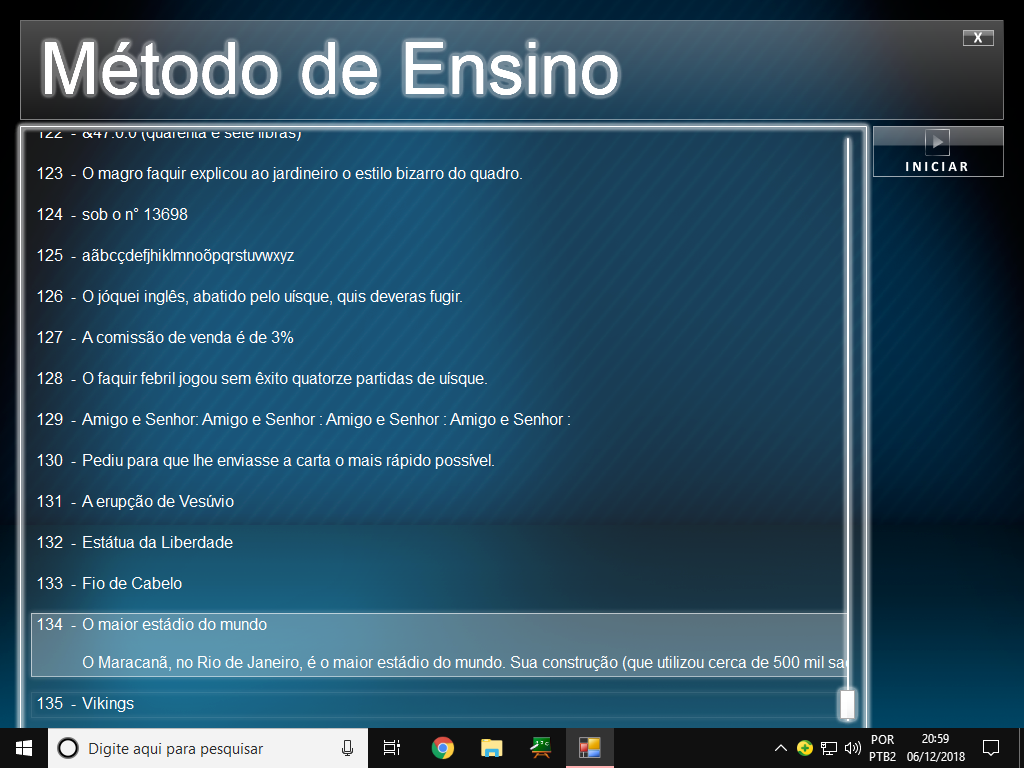 Método de Ensino
X
INICIAR
122 - &47.0.0 (quarenta e sete libras)
123 - O magro faquir explicou ao jardineiro o estilo bizarro do quadro.
124 - sob o n° 13698
125 - aãbcçdefjhiklmnoõpqrstuvwxyz
126 - O jóquei inglês, abatido pelo uísque, quis deveras fugir.
127 - A comissão de venda é de 3%
128 - O faquir febril jogou sem êxito quatorze partidas de uísque.
129 - Amigo e Senhor: Amigo e Senhor : Amigo e Senhor : Amigo e Senhor :
130 - Pediu para que lhe enviasse a carta o mais rápido possível.
131 - A erupção de Vesúvio
132 - Estátua da Liberdade
133 - Fio de Cabelo
134 - O maior estádio do mundo
O Maracanã, no Rio de Janeiro, é o maior estádio do mundo. Sua construção (que utilizou cerca de 500 mil sac
135 - Vikings
Digite aqui para pesquisar
POR
PTB2
20:59
06/12/2018